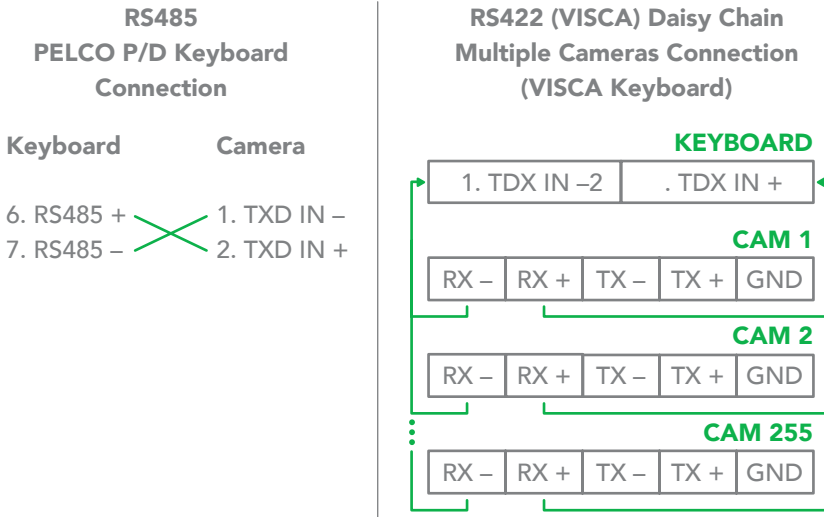 RS485
PELCO P/D Keyboard
Connection
Keyboard Camera
6. RS485 + 1. TXD IN –
7. RS485 – 2. TXD IN +
RS422 (VISCA) Daisy Chain
Multiple Cameras Connection
(VISCA Keyboard)
KEYBOARD
1. TDX IN –2 . TDX IN +
CAM 1
RX – RX + TX – TX + GND
CAM 2
RX – RX + TX – TX + GND
CAM 255
RX – RX + TX – TX + GND